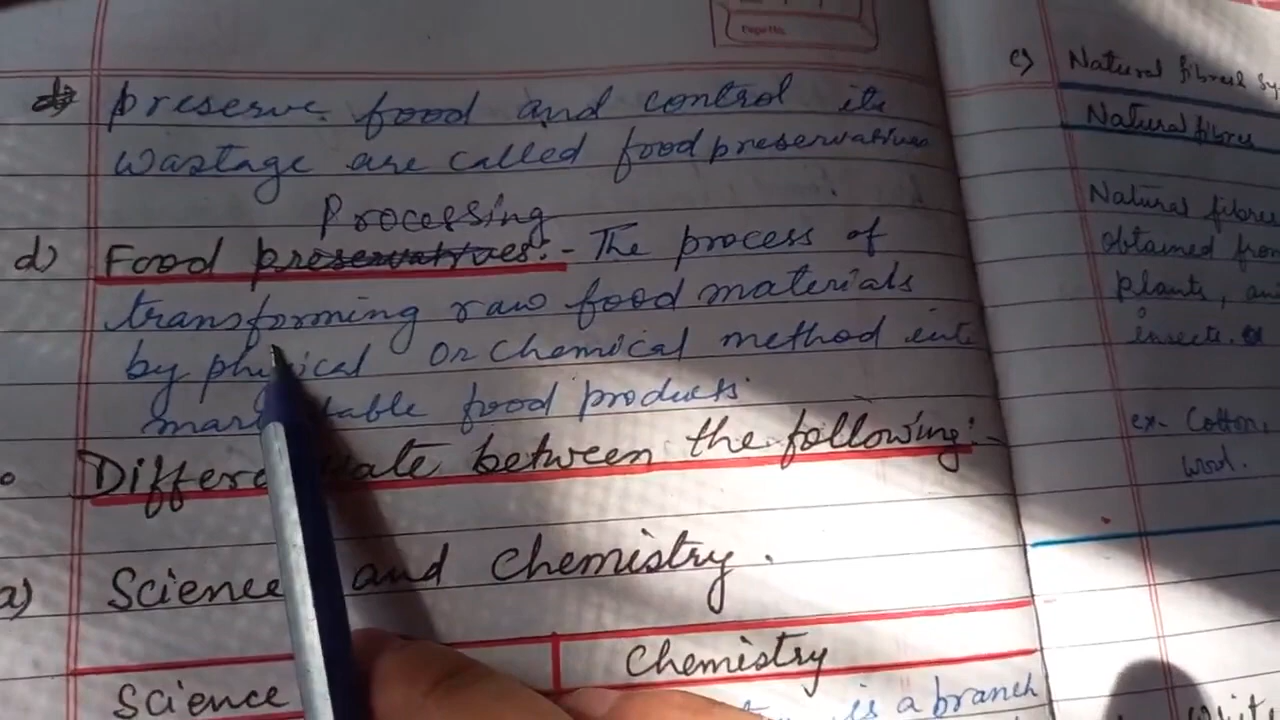 preserve food and control its
wastage are called food preservatives
Processing
d) Food preservatives:- The process of
transforming raw food materials
by physical or chemical method into
food products
Differentiate between the following:-
a) Science and Chemistry.
Science
Chemistry
is a branch
e) Natural fibres
Natural fibres
Natural fibres
obtained from
plants, and
insects.
ex- Cotton,
wool.